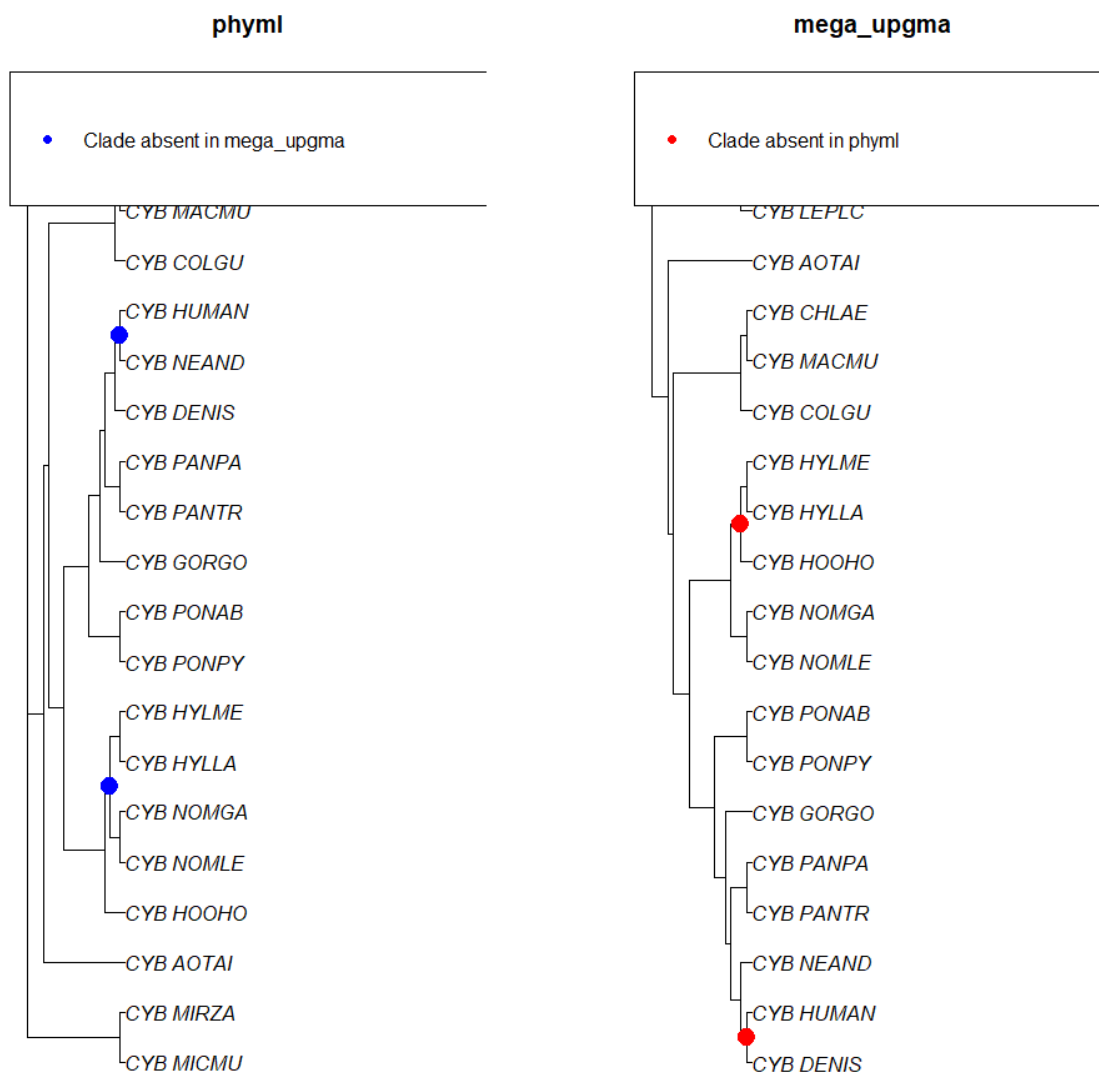 phyml
Clade absent in mega_upgma
CYB MACMU
CYB COLGU
CYB HUMAN
CYB NEAND
CYB DENIS
CYB PANPA
CYB PANTR
CYB GORGO
CYB PONAB
CYB PONPY
CYB HYLME
CYB HYLLA
CYB NOMGA
CYB NOMLE
CYB HOOHO
CYB AOTAI
CYB MIRZA
CYB MICMU
mega_upgma
Clade absent in phyml
CYB LEPLC
CYB AOTAI
CYB CHLAE
CYB MACMU
CYB COLGU
CYB HYLME
CYB HYLLA
CYB HOOHO
CYB NOMGA
CYB NOMLE
CYB PONAB
CYB PONPY
CYB GORGO
CYB PANPA
CYB PANTR
CYB NEAND
CYB HUMAN
CYB DENIS